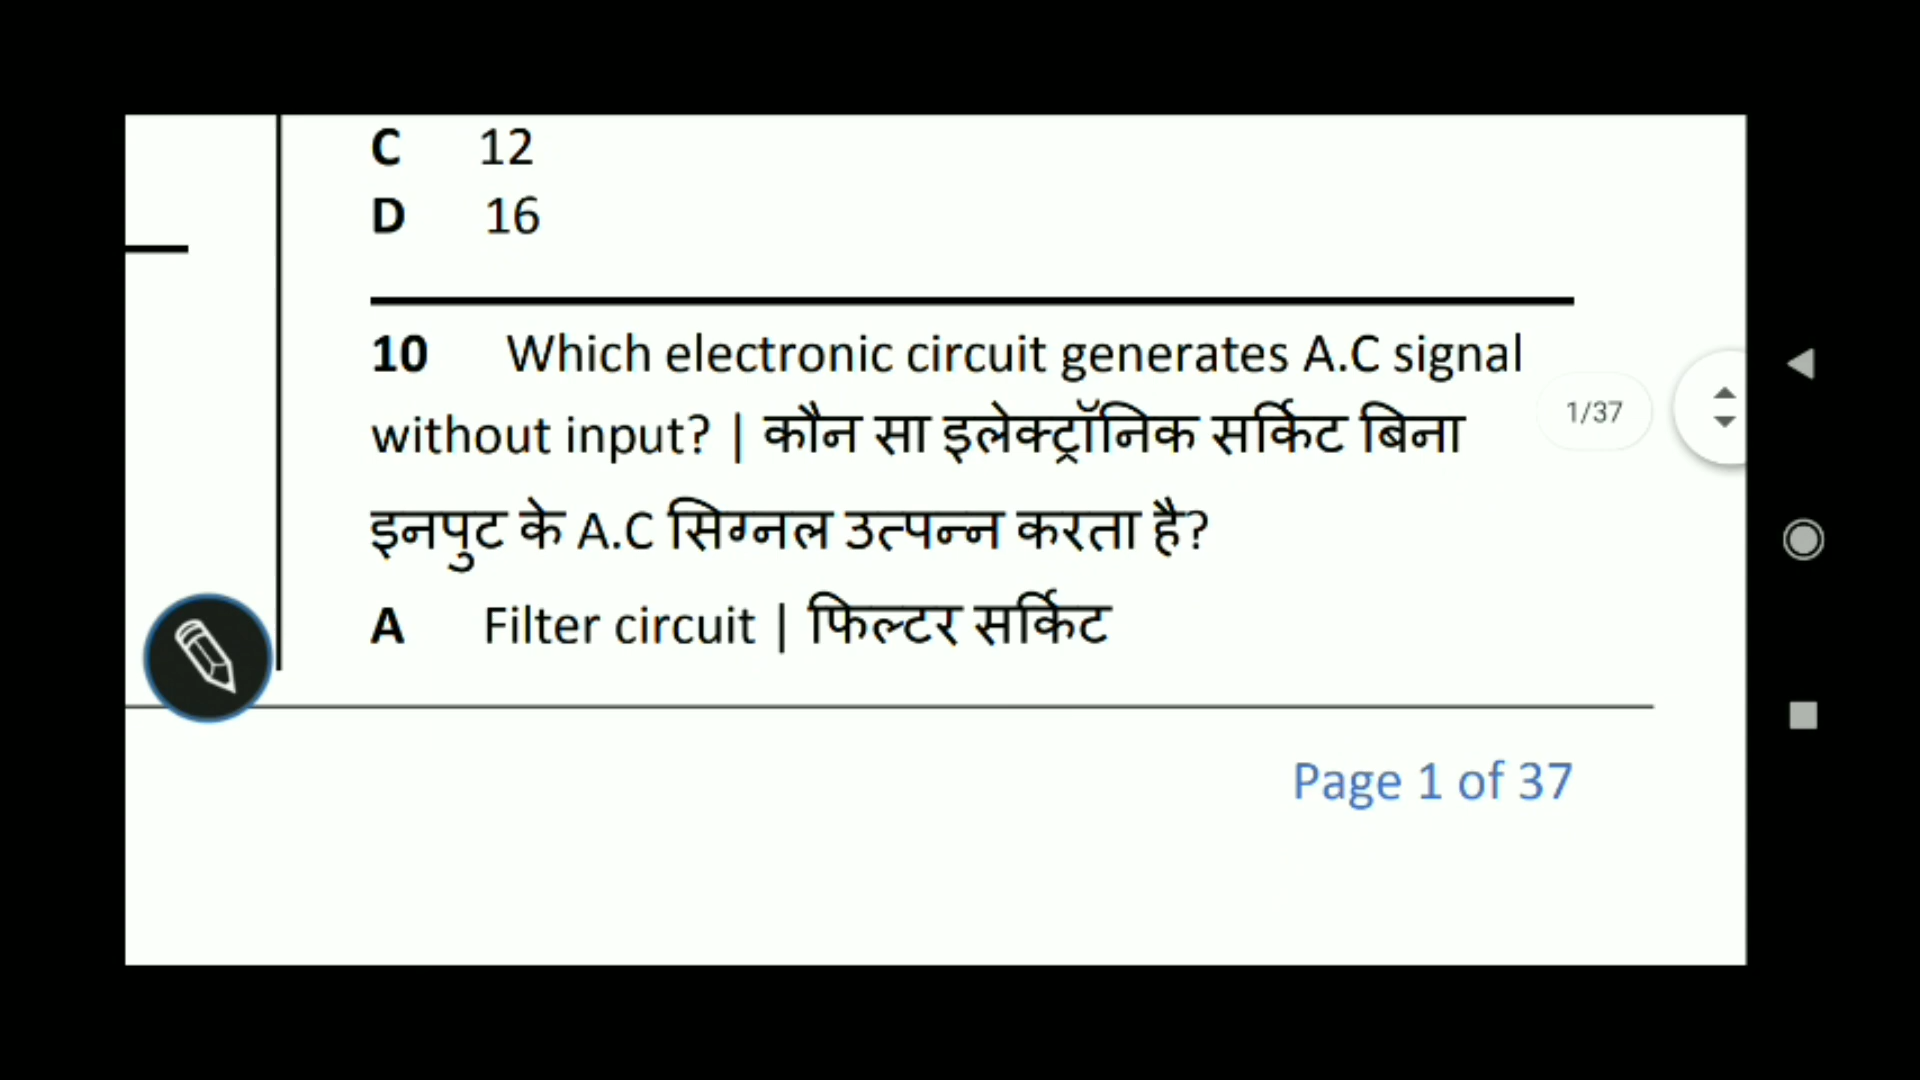 C 12
D 16
10 Which electronic circuit generates A.C signal
without input? | कौन सा इलेक्ट्रॉनिक सर्किट बिना
इनपुट के A.C सिग्नल उत्पन्न करता है?
1/37
A Filter circuit | फिल्टर सर्किट
Page 1 of 37